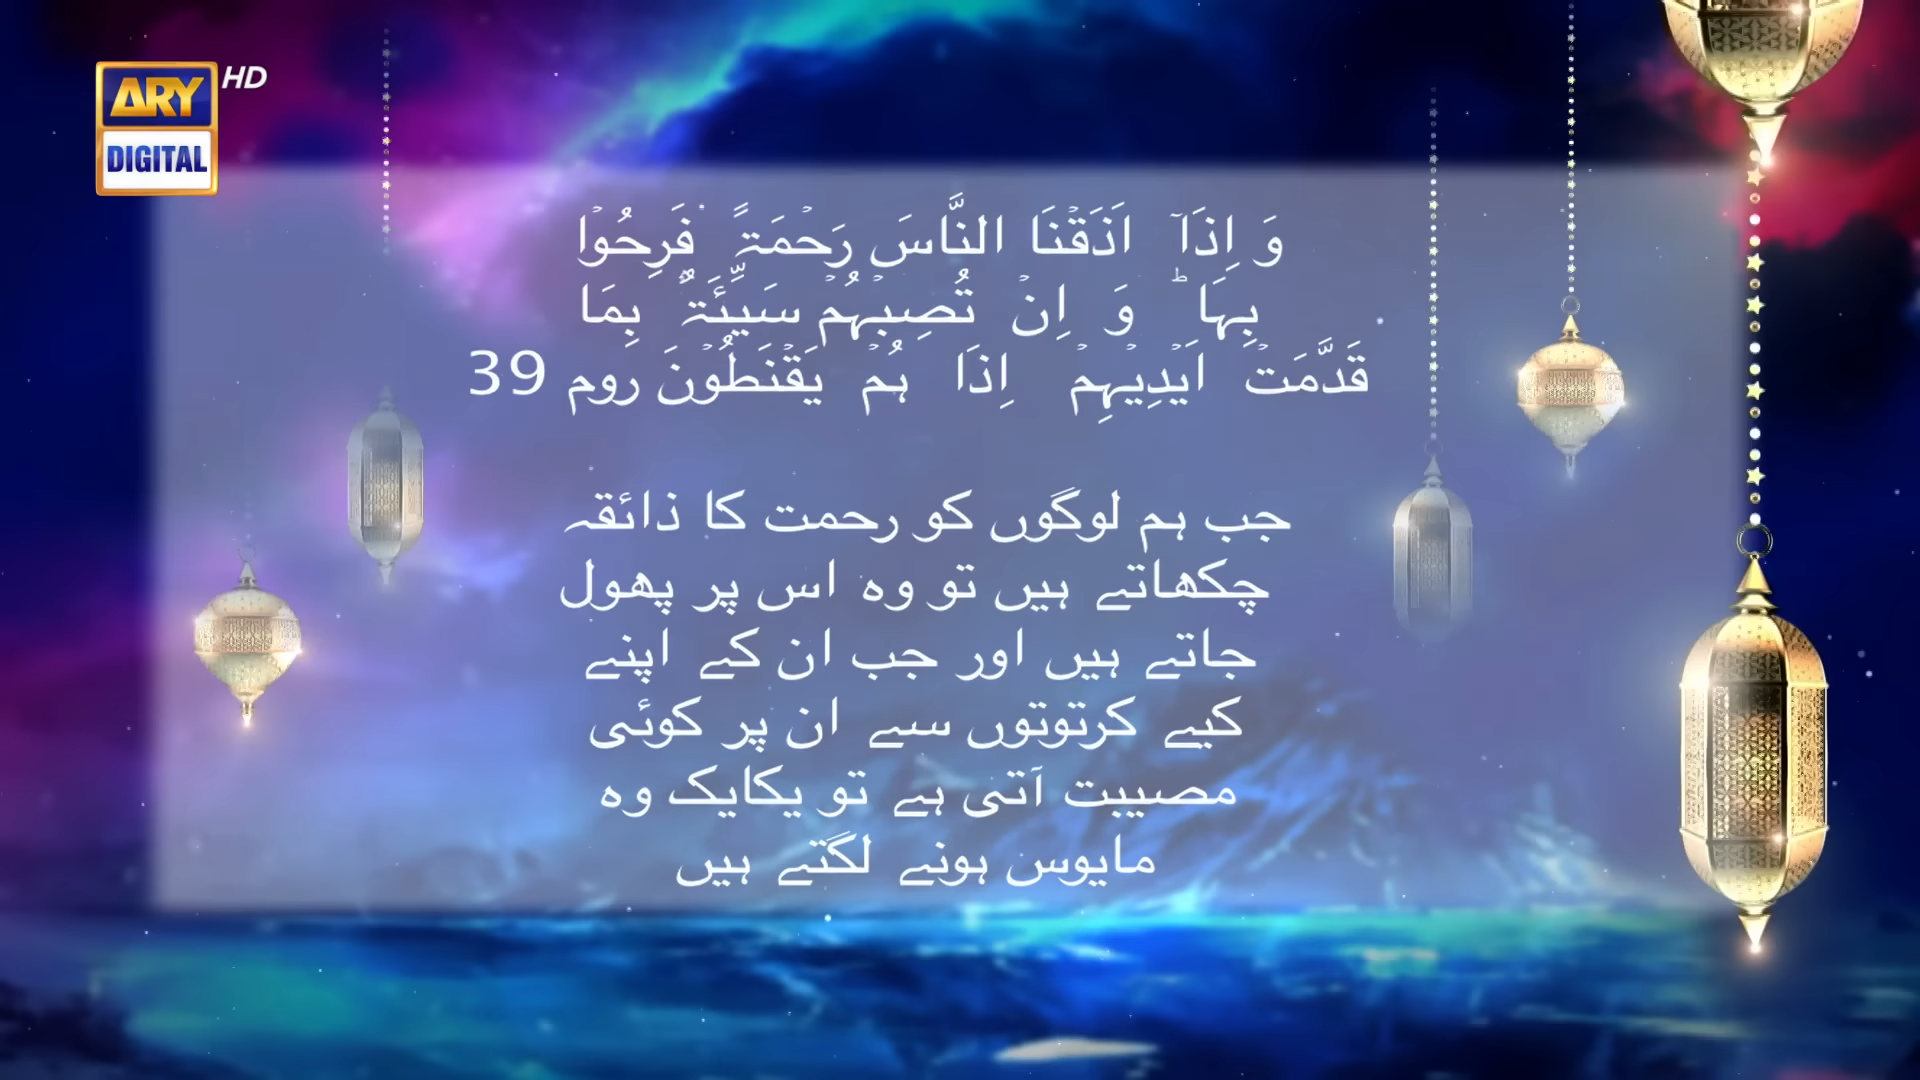 ARY HD
DIGITAL
وَ اِذَاۤ اَذَقۡنَا النَّاسَ رَحۡمَۃً فَرِحُوۡا
بِہَا ؕ وَ اِنۡ تُصِبۡہُمۡ سَیِّئَۃٌۢ بِمَا
قَدَّمَتۡ اَیۡدِیۡہِمۡ اِذَا ہُمۡ یَقۡنَطُوۡنَ روم 39
جب ہم لوگوں کو رحمت کا ذائقہ
چکھاتے ہیں تو وہ اس پر پھول
جاتے ہیں اور جب ان کے اپنے
کیے کرتوتوں سے ان پر کوئی
مصیبت آتی ہے تو یکایک وہ
مایوس ہونے لگتے ہیں